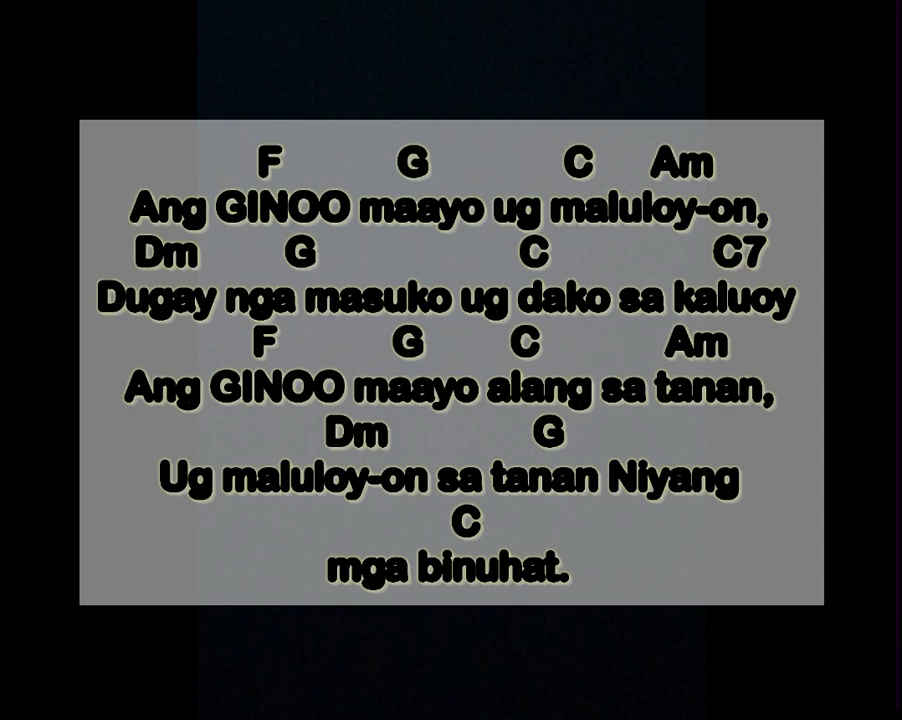 F G C Am
Ang GINOO maayo ug maluloy-on,
Dm G C C7
Dugay nga masuko ug dako sa kaluoy
F G C Am
Ang GINOO maayo alang sa tanan,
Dm G
Ug maluloy-on sa tanan Niyang
C
mga binuhat.